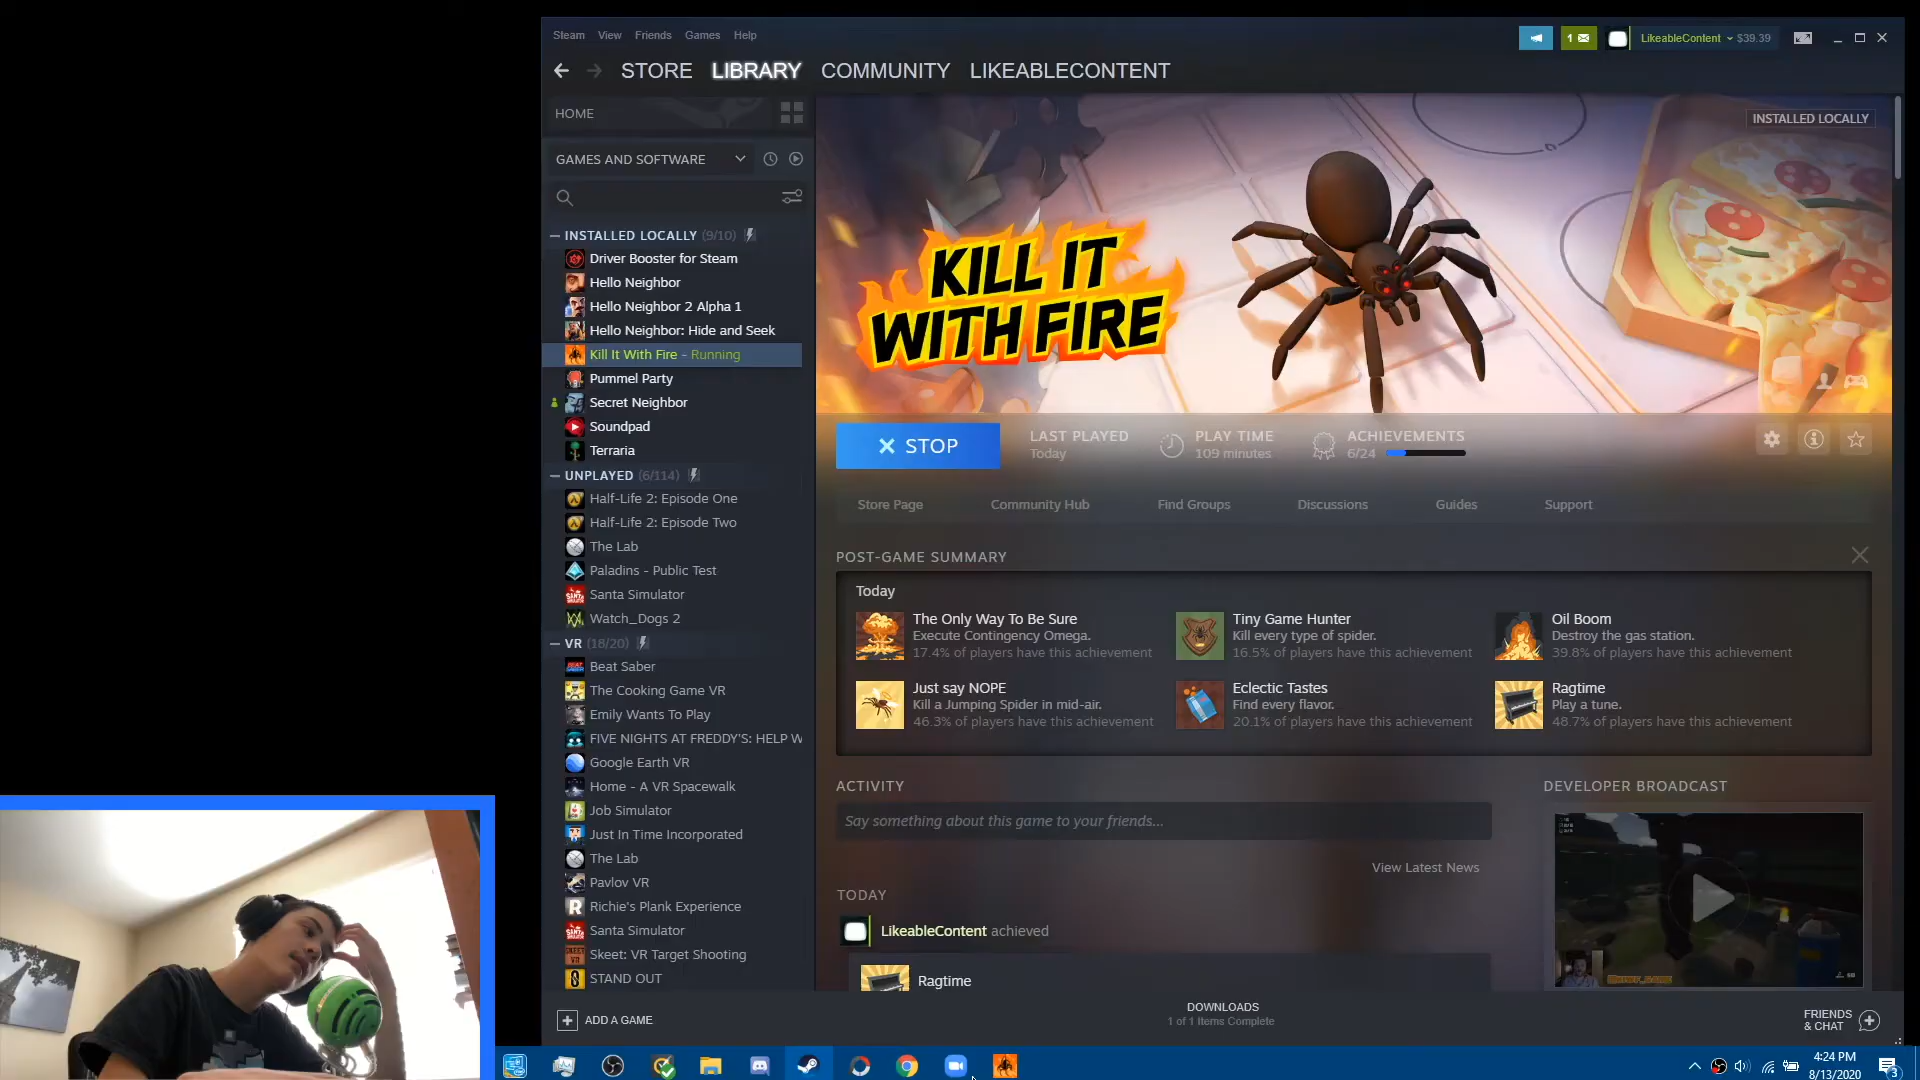 Steam View Friends Games Help
1
LikeableContent $39.39
STORE LIBRARY COMMUNITY LIKEABLECONTENT
HOME
INSTALLED LOCALLY
GAMES AND SOFTWARE
KILL IT
WITH FIRE
INSTALLED LOCALLY (9/10)
Driver Booster for Steam
Hello Neighbor
Hello Neighbor 2 Alpha 1
Hello Neighbor: Hide and Seek
Kill It With Fire - Running
Pummel Party
Secret Neighbor
Soundpad
Terraria
UNPLAYED (6/114)
Half-Life 2: Episode One
Half-Life 2: Episode Two
The Lab
Paladins - Public Test
Santa Simulator
Watch_Dogs 2
VR (18/20)
Beat Saber
The Cooking Game VR
Emily Wants To Play
FIVE NIGHTS AT FREDDY'S: HELP W
Google Earth VR
Home - A VR Spacewalk
Job Simulator
Just In Time Incorporated
The Lab
Pavlov VR
Richie's Plank Experience
Santa Simulator
Skeet: VR Target Shooting
STAND OUT
STOP
LAST PLAYED
Today
PLAY TIME
109 minutes
ACHIEVEMENTS
6/24
Store Page Community Hub Find Groups Discussions Guides Support
POST-GAME SUMMARY
Today
The Only Way To Be Sure
Execute Contingency Omega.
17.4% of players have this achievement
Tiny Game Hunter
Kill every type of spider.
16.5% of players have this achievement
Oil Boom
Destroy the gas station.
39.8% of players have this achievement
Just say NOPE
Kill a Jumping Spider in mid-air.
46.3% of players have this achievement
Eclectic Tastes
Find every flavor.
20.1% of players have this achievement
Ragtime
Play a tune.
48.7% of players have this achievement
ACTIVITY
Say something about this game to your friends...
View Latest News
DEVELOPER BROADCAST
TODAY
LikeableContent achieved
Ragtime
ADD A GAME
DOWNLOADS
1 of 1 Items Complete
FRIENDS
& CHAT
4:24 PM
8/13/2020
3